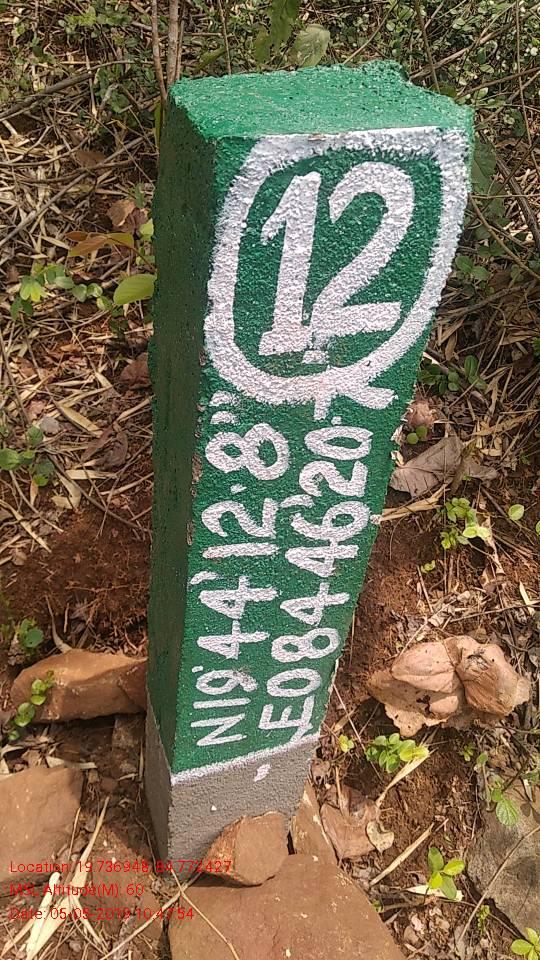 12
N19°44'12.8"
E084°46'20.7
Location: 19.736948, 84.772427
MSL Altitude(M): 60
Date: 05-05-2019 10:47:54